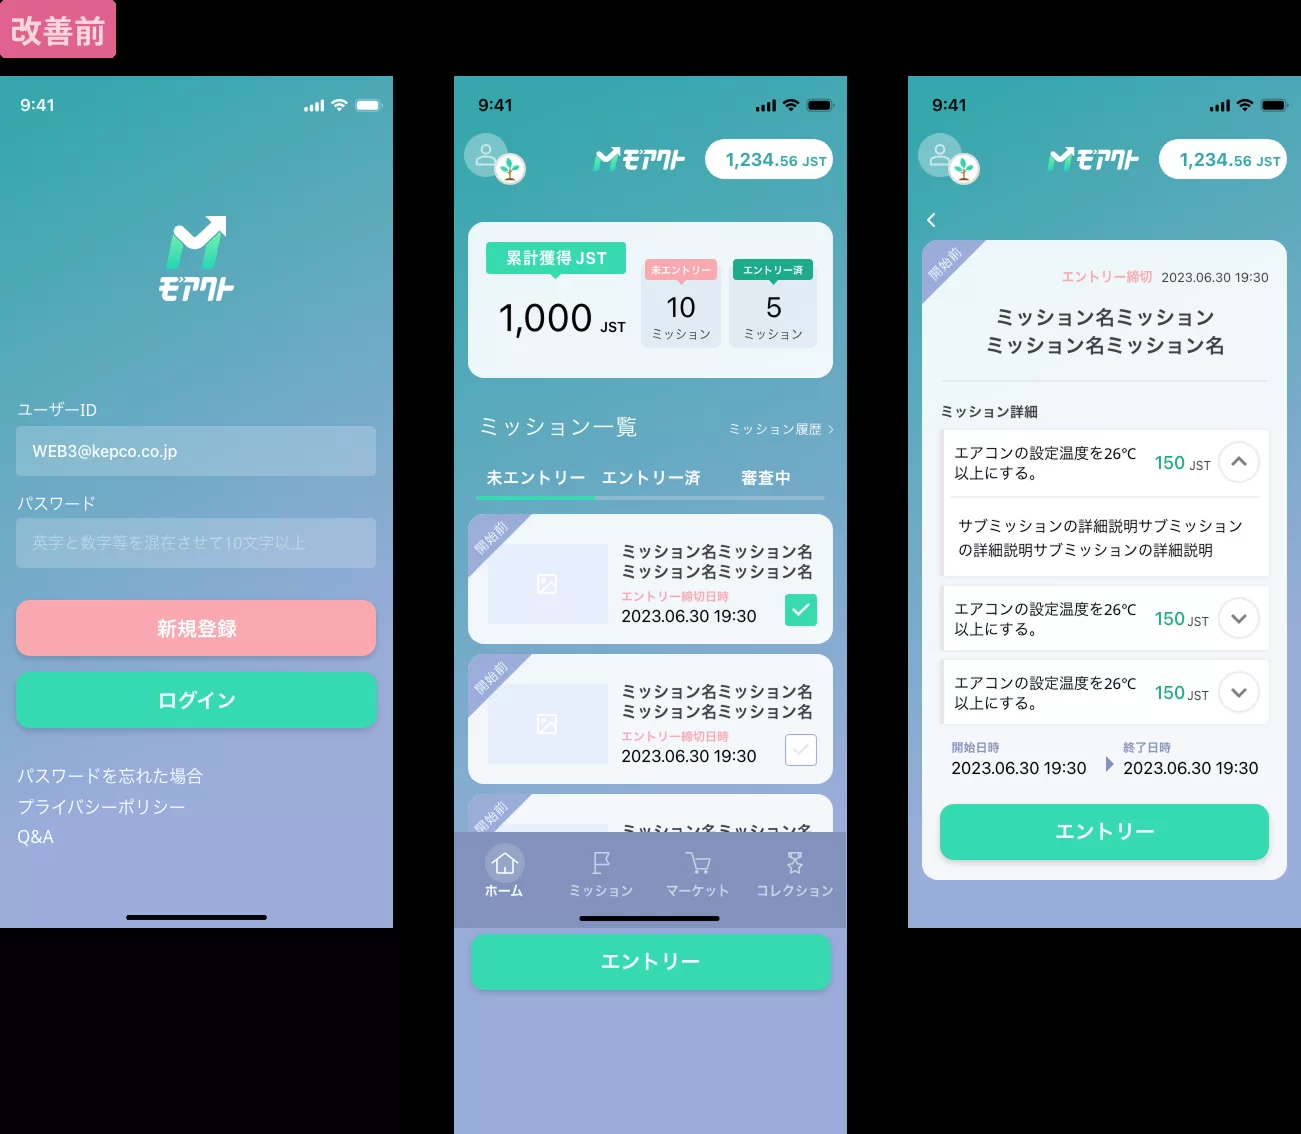 改善前
9:41
モアクト
ユーザーID
WEB3@kepco.co.jp
パスワード
英字と数字等を混在させて10文字以上
新規登録
ログイン
パスワードを忘れた場合
プライバシーポリシー
Q&A
9:41
モアクト
1,234.56 JST
累計獲得JST
1,000 JST
未エントリー
10
ミッション
エントリー済
5
ミッション
ミッション一覧
ミッション履歴
未エントリー エントリー済 審査中
開始前
ミッション名ミッション名
ミッション名ミッション名
エントリー締切日時
2023.06.30 19:30
開始前
ミッション名ミッション名
ミッション名ミッション名
エントリー締切日時
2023.06.30 19:30
開始前
ミッション名ミッション名
ホーム ミッション マーケット コレクション
エントリー
9:41
モアクト
1,234.56 JST
開始前
エントリー締切 2023.06.30 19:30
ミッション名ミッション
ミッション名ミッション名
ミッション詳細
エアコンの設定温度を26℃
以上にする。
150 JST
サブミッションの詳細説明サブミッション
の詳細説明サブミッションの詳細説明
エアコンの設定温度を26℃
以上にする。
150 JST
エアコンの設定温度を26℃
以上にする。
150 JST
開始日時
2023.06.30 19:30
終了日時
2023.06.30 19:30
エントリー